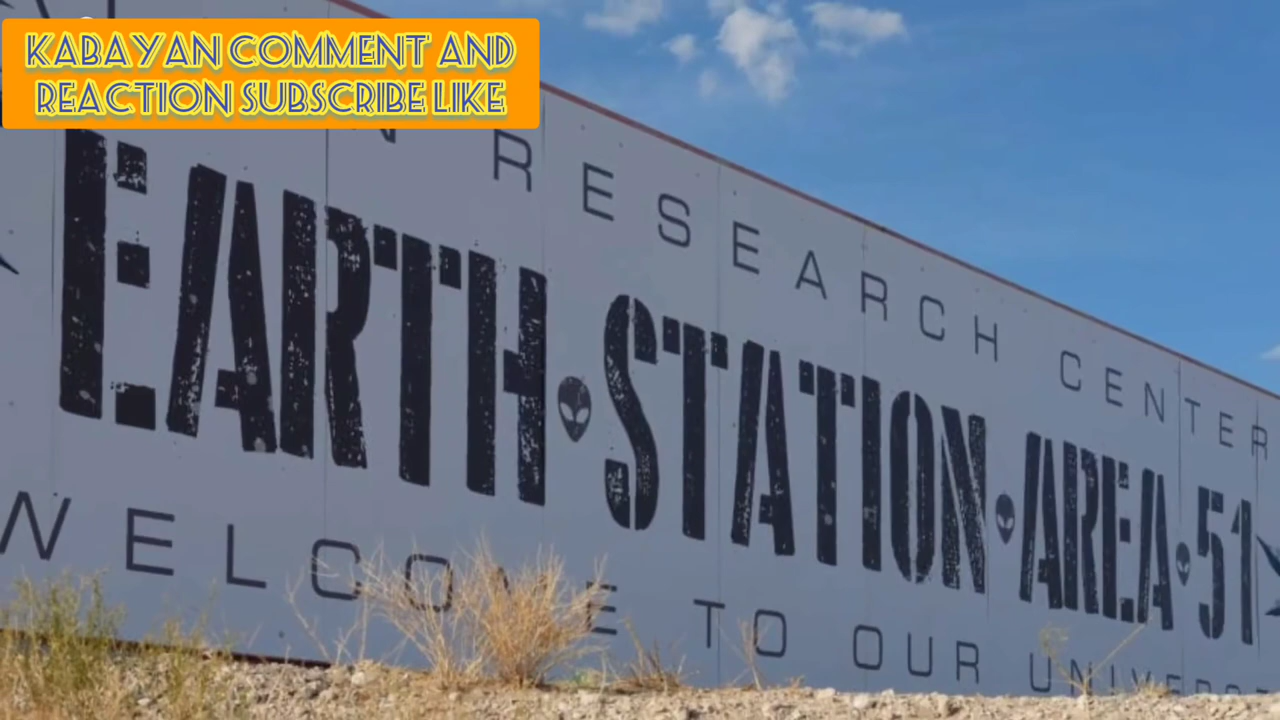 KABAYAN COMMENT AND
REACTION SUBSCRIBE LIKE
RESEARCH CENTER
EARTH STATION AREA 51
WELCOME TO OUR